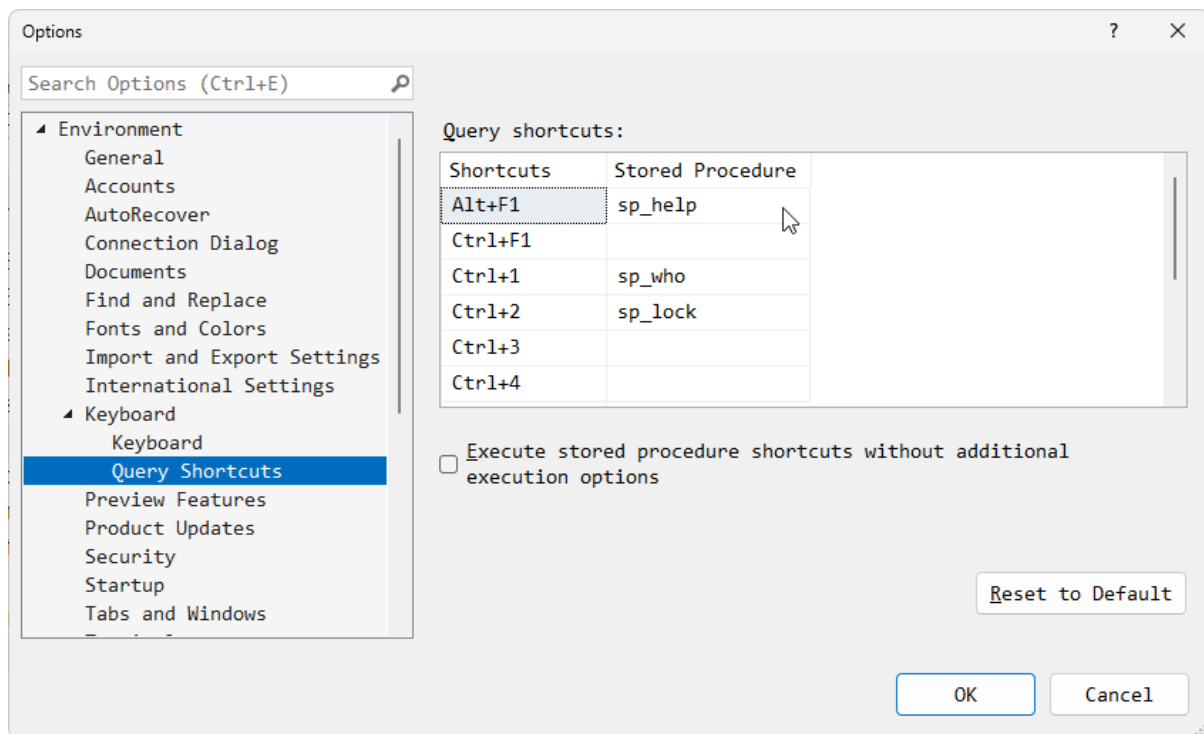 Options
?
Search Options (Ctrl+E)
Environment
General
Accounts
AutoRecover
Connection Dialog
Documents
Find and Replace
Fonts and Colors
Import and Export Settings
International Settings
Keyboard
Keyboard
Query Shortcuts
Preview Features
Product Updates
Security
Startup
Tabs and Windows
Query shortcuts:
Shortcuts Stored Procedure
Alt+F1 sp_help
Ctrl+F1
Ctrl+1 sp_who
Ctrl+2 sp_lock
Ctrl+3
Ctrl+4
Execute stored procedure shortcuts without additional
execution options
Reset to Default
OK Cancel